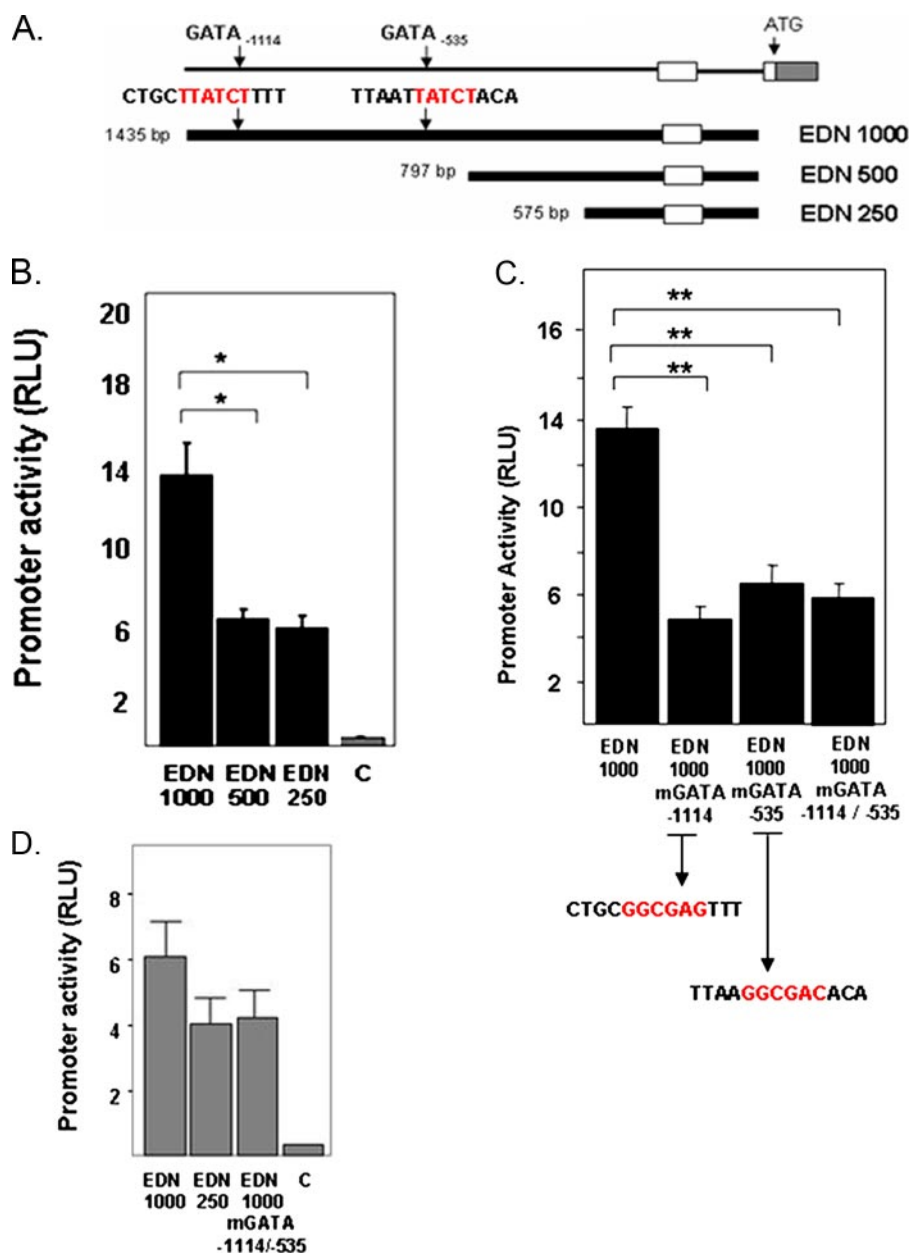 A.
GATA -1114
GATA -535
ATG
CTGCTTATCTTTT
TTAATTATCTACA
1435 bp
EDN 1000
797 bp
EDN 500
575 bp
EDN 250
B.
Promoter activity (RLU)
20
18
14
10
6
2
*
*
EDN 1000
EDN 500
EDN 250
C
C.
Promoter Activity (RLU)
16
14
10
6
2
**
**
**
EDN 1000
EDN 1000 mGATA -1114
EDN 1000 mGATA -535
EDN 1000 mGATA -1114 / -535
CTGCGGCGAGTTT
TTAAGGCGACACA
D.
Promoter activity (RLU)
8
6
4
2
EDN 1000
EDN 250
EDN 1000 mGATA -1114/-535
C